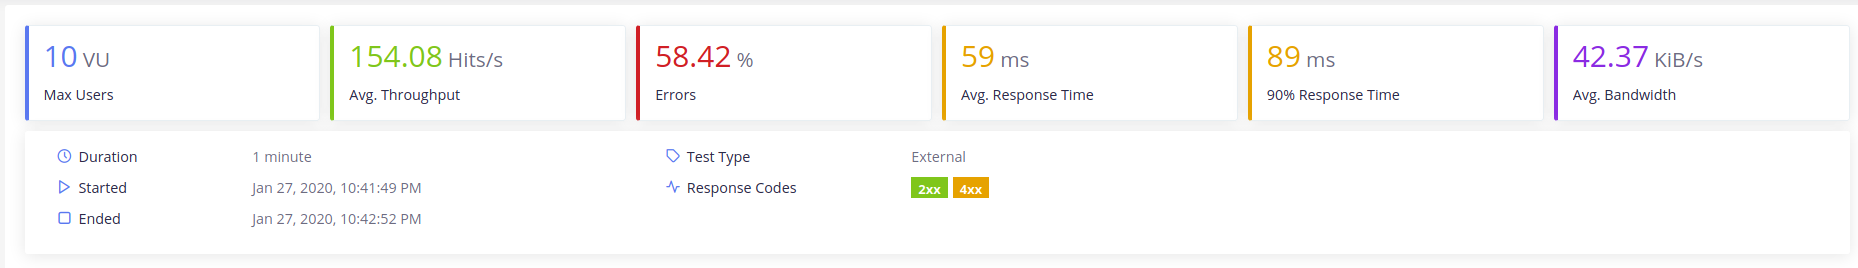 10 VU
Max Users
154.08 Hits/s
Avg. Throughput
58.42 %
Errors
59 ms
Avg. Response Time
89 ms
90% Response Time
42.37 KiB/s
Avg. Bandwidth
Duration 1 minute
Started Jan 27, 2020, 10:41:49 PM
Ended Jan 27, 2020, 10:42:52 PM
Test Type External
Response Codes 2xx 4xx